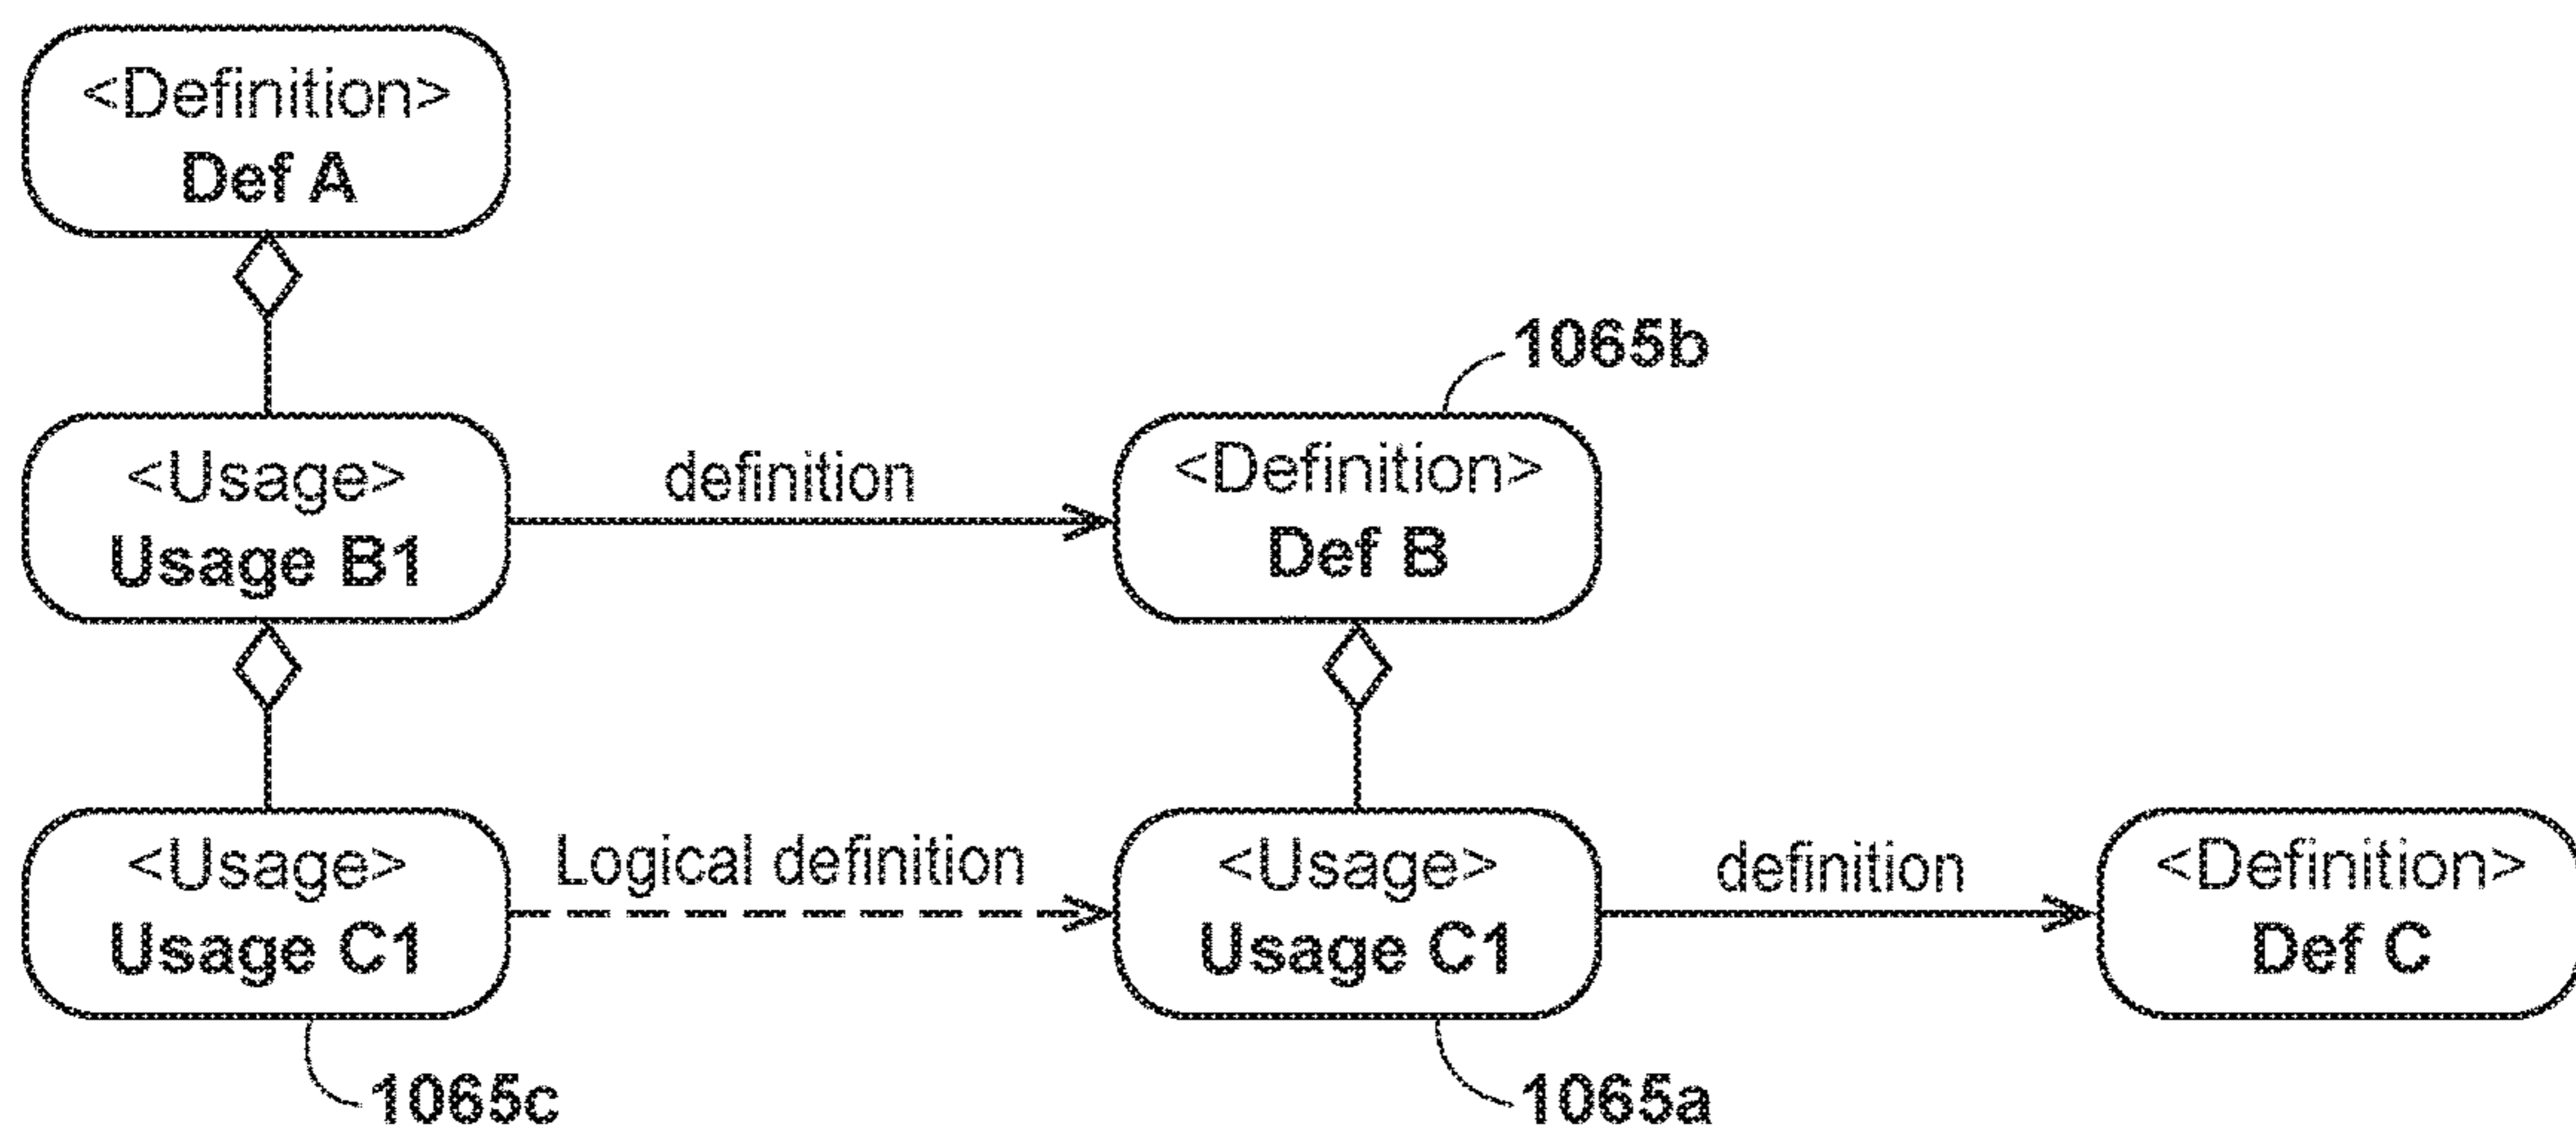 <Definition>
Def A
1065b
<Usage>
Usage B1
definition
<Definition>
Def B
<Usage>
Usage C1
Logical definition
<Usage>
Usage C1
definition
<Definition>
Def C
1065c
1065a